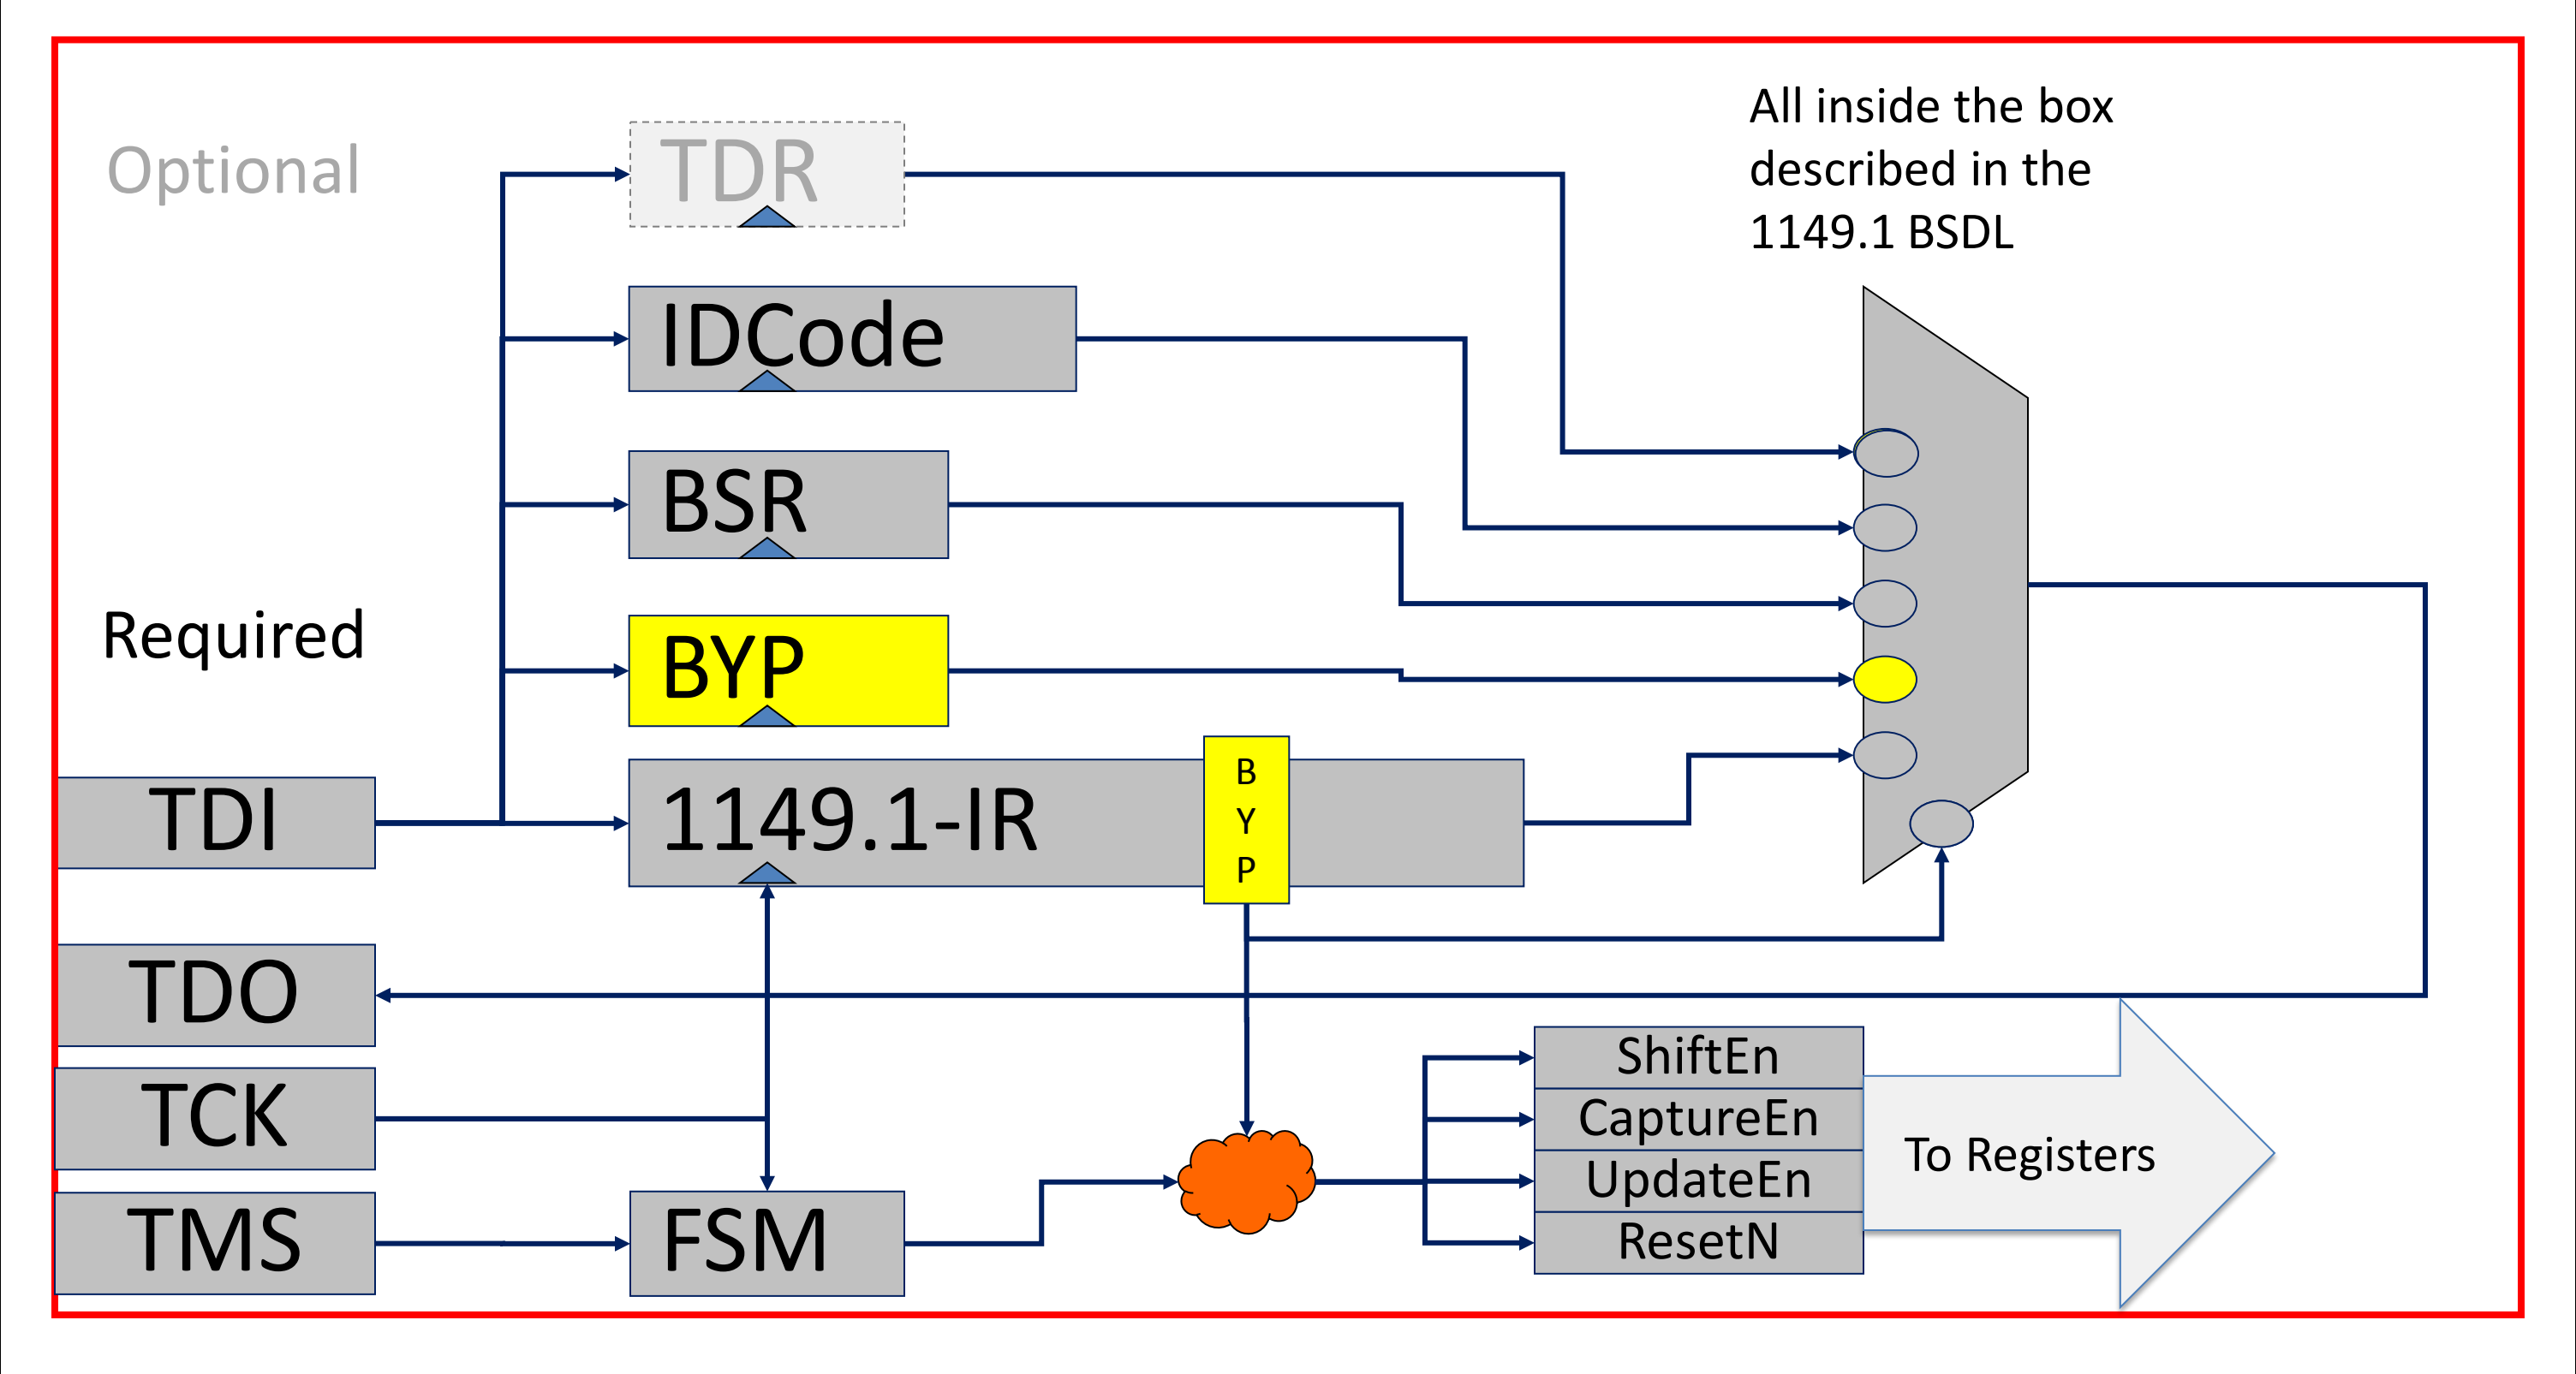 Optional
TDR
All inside the box
described in the
1149.1 BSDL
IDCode
BSR
Required
BYP
TDI
1149.1-IR
B
Y
P
TDO
TCK
TMS
FSM
ShiftEn
CaptureEn
UpdateEn
ResetN
To Registers